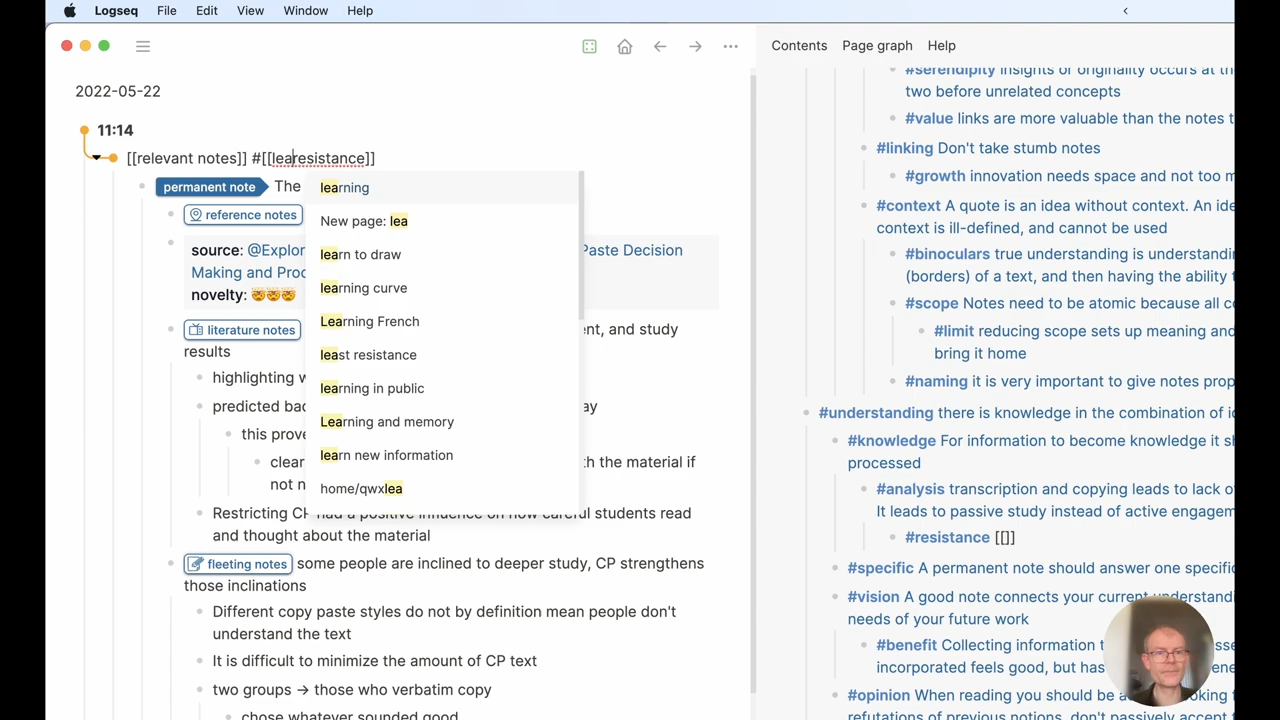 Logseq File Edit View Window Help
2022-05-22
11:14
[[relevant notes]] #[[learesistance]]
permanent note The
reference notes
source: @Explor Paste Decision
Making and Proc
novelty: 🤯🤯🤯
literature notes nt, and study
results
highlighting w
predicted bac ay
this prove
clear h the material if
not n
Restricting CP had a positive influence on how careful students read
and thought about the material
fleeting notes some people are inclined to deeper study, CP strengthens
those inclinations
Different copy paste styles do not by definition mean people don't
understand the text
It is difficult to minimize the amount of CP text
two groups → those who verbatim copy
chose whatever sounded good
learning
New page: lea
learn to draw
learning curve
Learning French
least resistance
learning in public
Learning and memory
learn new information
home/qwxlea
Contents Page graph Help
#serendipity insights or originality occurs at th
two before unrelated concepts
#value links are more valuable than the notes t
#linking Don't take stumb notes
#growth innovation needs space and not too m
#context A quote is an idea without context. An ide
context is ill-defined, and cannot be used
#binoculars true understanding is understandin
(borders) of a text, and then having the ability t
#scope Notes need to be atomic because all c
#limit reducing scope sets up meaning and
bring it home
#naming it is very important to give notes prop
#understanding there is knowledge in the combination of i
#knowledge For information to become knowledge it sh
processed
#analysis transcription and copying leads to lack o
It leads to passive study instead of active engagem
#resistance [[]]
#specific A permanent note should answer one specifi
#vision A good note connects your current understandi
needs of your future work
#benefit Collecting information t sse
incorporated feels good, but has ene
#opinion When reading you should be a ooking
refutations of previous notions, don't passively accept